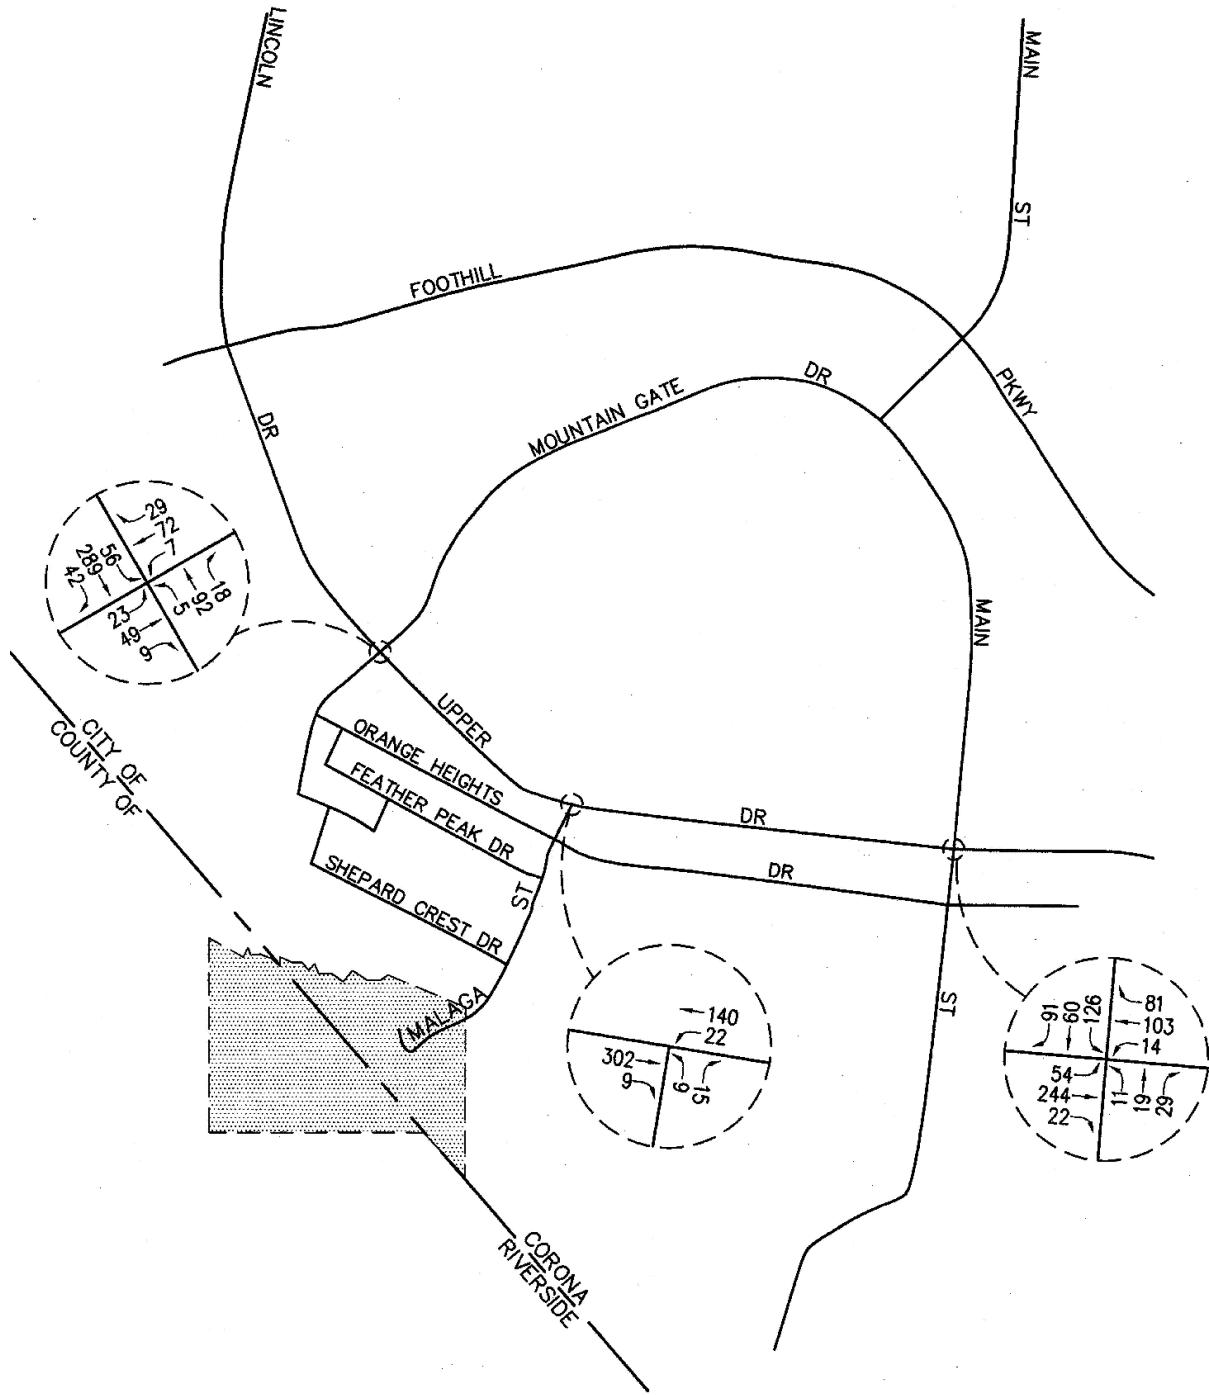 LINCOLN
MAIN
ST
FOOTHILL
PKWY
DR
MOUNTAIN GATE
DR
MAIN
29
72
7
56
289
42
18
92
5
23
49
9
UPPER
CITY OF
COUNTY OF
ORANGE HEIGHTS
FEATHER PEAK DR
SHEPARD CREST DR
DR
DR
ST
MALAGA
ST
140
22
302
9
9
15
91
60
126
81
103
14
54
244
22
11
19
29
CORONA
RIVERSIDE